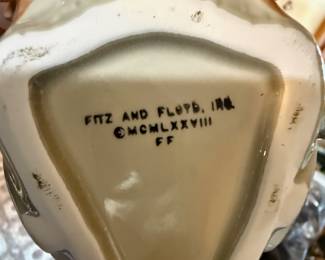 FITZ AND FLOYD, INC.
©MCMLXXVIII
FF